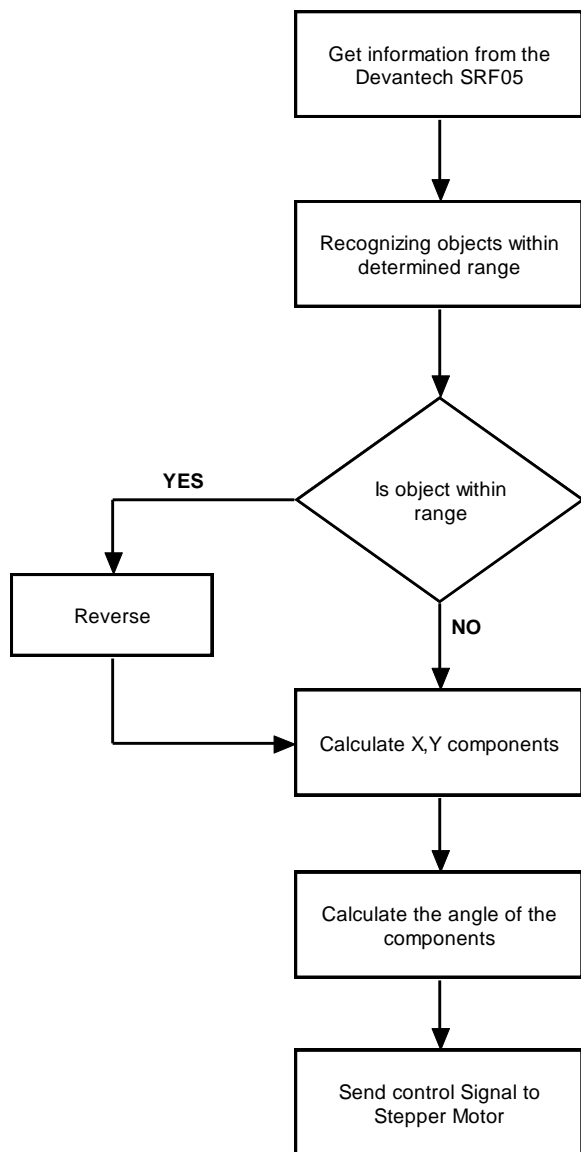 Get information from the
Devantech SRF05
Recognizing objects within
determined range
Is object within
range
YES
Reverse
NO
Calculate X,Y components
Calculate the angle of the
components
Send control Signal to
Stepper Motor